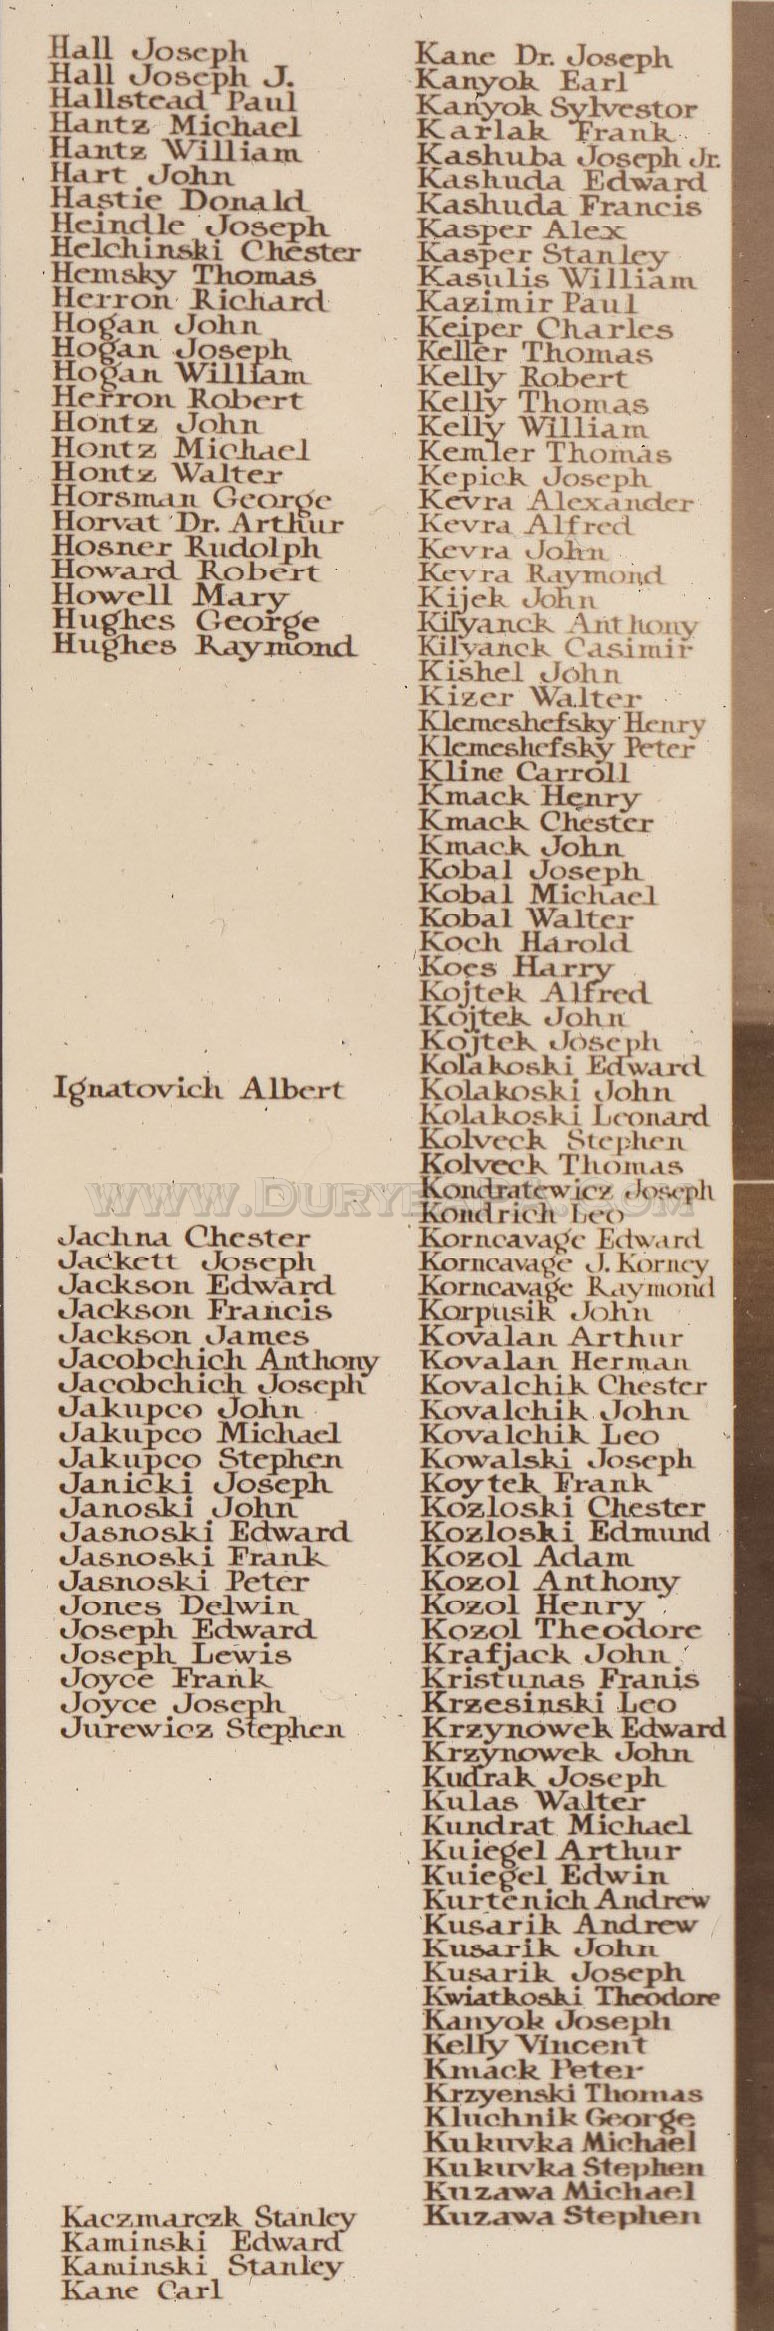 Hall Joseph
Hall Joseph J.
Hallstead Paul
Hantz Michael
Hantz William
Hart John
Hastie Donald
Heindle Joseph
Helchinski Chester
Hemsky Thomas
Herron Richard
Hogan John
Hogan Joseph
Hogan William
Herron Robert
Hontz John
Hontz Michael
Hontz Walter
Horsman George
Horvat Dr. Arthur
Hosner Rudolph
Howard Robert
Howell Mary
Hughes George
Hughes Raymond
Ignatovich Albert
Jachna Chester
Jackett Joseph
Jackson Edward
Jackson Francis
Jackson James
Jacobchich Anthony
Jacobchich Joseph
Jakupco John
Jakupco Michael
Jakupco Stephen
Janicki Joseph
Janoski John
Jasnoski Edward
Jasnoski Frank
Jasnoski Peter
Jones Delwin
Joseph Edward
Joseph Lewis
Joyce Frank
Joyce Joseph
Jurewicz Stephen
Kaczmarczk Stanley
Kaminski Edward
Kaminski Stanley
Kane Carl
Kane Dr. Joseph
Kanyok Earl
Kanyok Sylvestor
Karlak Frank
Kashuba Joseph Jr.
Kashuda Edward
Kashuda Francis
Kasper Alex
Kasper Stanley
Kasulis William
Kazimir Paul
Keiper Charles
Keller Thomas
Kelly Robert
Kelly Thomas
Kelly William
Kemler Thomas
Kepick Joseph
Kevra Alexander
Kevra Alfred
Kevra John
Kevra Raymond
Kijek John
Kilyanck Anthony
Kilyanck Casimir
Kishel John
Kizer Walter
Klemeshefsky Henry
Klemeshefsky Peter
Kline Carroll
Kmack Henry
Kmack Chester
Kmack John
Kobal Joseph
Kobal Michael
Kobal Walter
Koch Harold
Koes Harry
Kojtek Alfred
Kojtek John
Kojtek Joseph
Kolakoski Edward
Kolakoski John
Kolakoski Leonard
Kolveck Stephen
Kolveck Thomas
Kondratewicz Joseph
Kondrich Leo
Korneavage Edward
Korneavage J. Korney
Korneavage Raymond
Korpusik John
Kovalan Arthur
Kovalan Herman
Kovalchik Chester
Kovalchik John
Kovalchik Leo
Kowalski Joseph
Koytek Frank
Kozloski Chester
Kozloski Edmund
Kozol Adam
Kozol Anthony
Kozol Henry
Kozol Theodore
Krafjack John
Kristunas Franis
Krzesinski Leo
Krzynowek Edward
Krzynowek John
Kudrak Joseph
Kulas Walter
Kundrat Michael
Kuiegel Arthur
Kuiegel Edwin
Kurtenich Andrew
Kusarik Andrew
Kusarik John
Kusarik Joseph
Kwiatkoski Theodore
Kanyok Joseph
Kelly Vincent
Kmack Peter
Krzyenski Thomas
Kluchnik George
Kukuvka Michael
Kukuvka Stephen
Kuzawa Michael
Kuzawa Stephen
www.DuryeaPa.com